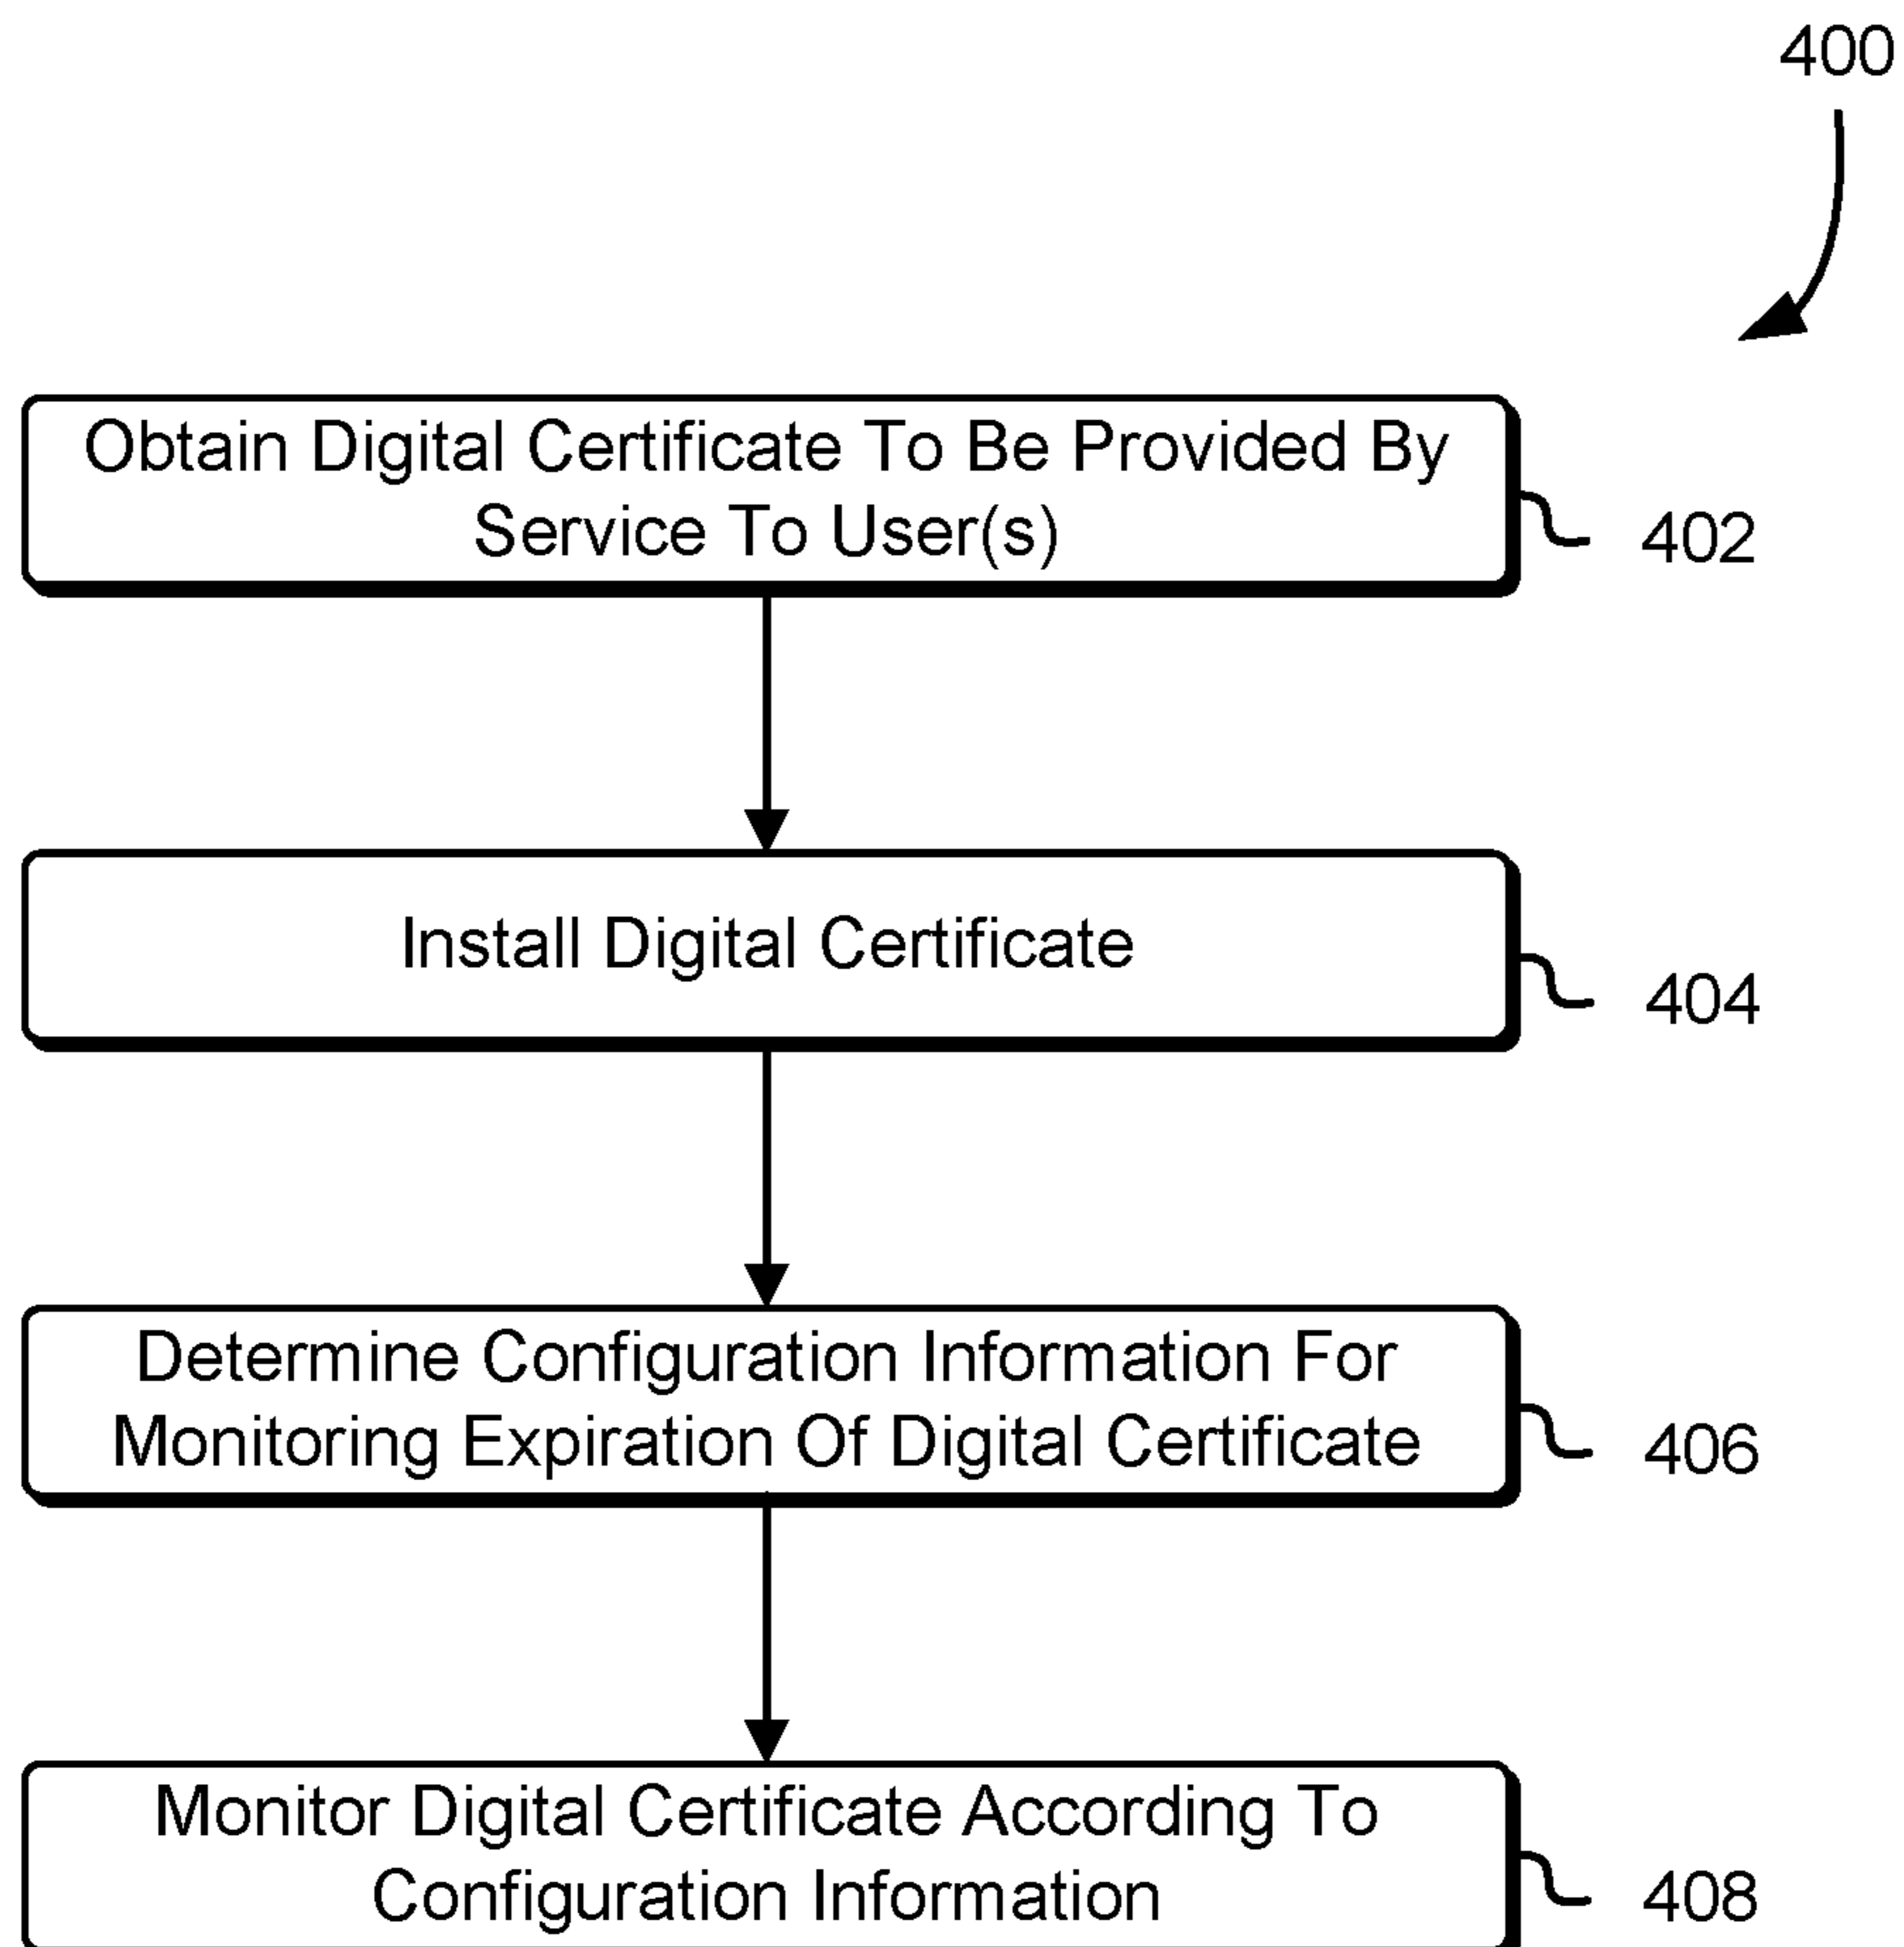 400
Obtain Digital Certificate To Be Provided By
Service To User(s)
402
Install Digital Certificate
404
Determine Configuration Information For
Monitoring Expiration Of Digital Certificate
406
Monitor Digital Certificate According To
Configuration Information
408